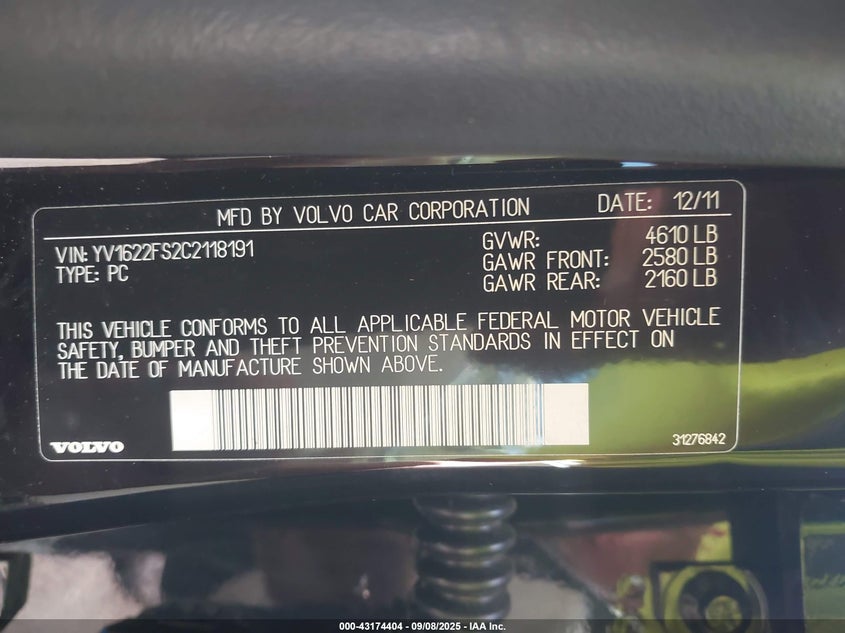 MFD BY VOLVO CAR CORPORATION DATE: 12/11
VIN: YV1622FS2C2118191
TYPE: PC
GVWR: 4610 LB
GAWR FRONT: 2580 LB
GAWR REAR: 2160 LB
THIS VEHICLE CONFORMS TO ALL APPLICABLE FEDERAL MOTOR VEHICLE
SAFETY, BUMPER AND THEFT PREVENTION STANDARDS IN EFFECT ON
THE DATE OF MANUFACTURE SHOWN ABOVE.
VOLVO
31276842
000-43174404 - 09/08/2025 - IAA Inc.